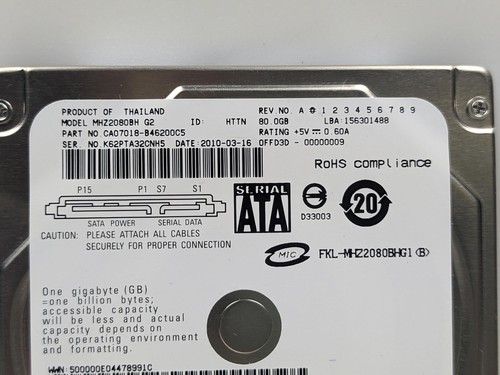 PRODUCT OF THAILAND REV.NO. A 0 1 2 3 4 5 6 7 8 9
MODEL MHZ2080BH G2 ID: HTTN 80.0GB LBA:156301488
PART NO. CA07018-B46200C5 RATING +5V 0.60A
SER. NO. K62PTA32CNH5 DATE:2010-03-16 0FFD3D - 00000009
RoHS compliance
P15 P1 S7 S1
SATA POWER SERIAL DATA
SERIAL
ATA
D33003
20
CAUTION: PLEASE ATTACH ALL CABLES
SECURELY FOR PROPER CONNECTION
MIC FKL-MHZ2080BHG1(B)
One gigabyte (GB)
=one billion bytes;
accessible capacity
will be less and actual
capacity depends on
the operating environment
and formatting.
WWN: 500000E04478991C